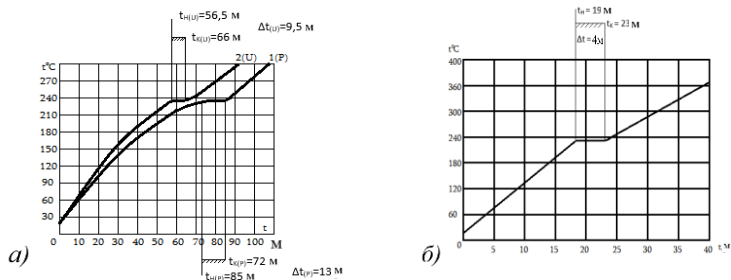 tН(U)=56,5 м Δt(U)=9,5 м
tК(U)=66 м
t°C 2(U) 1(P)
270
240
210
180
150
120
90
60
30
0 10 20 30 40 50 60 70 80 90 100 t
М
tК(P)=72 м
tН(P)=85 м Δt(P)=13 м
а)
tН= 19 М
tК= 23 м
Δt=4м
t°C
400
360
240
120
60
0 5 10 15 20 25 30 35 40 t,м
б)